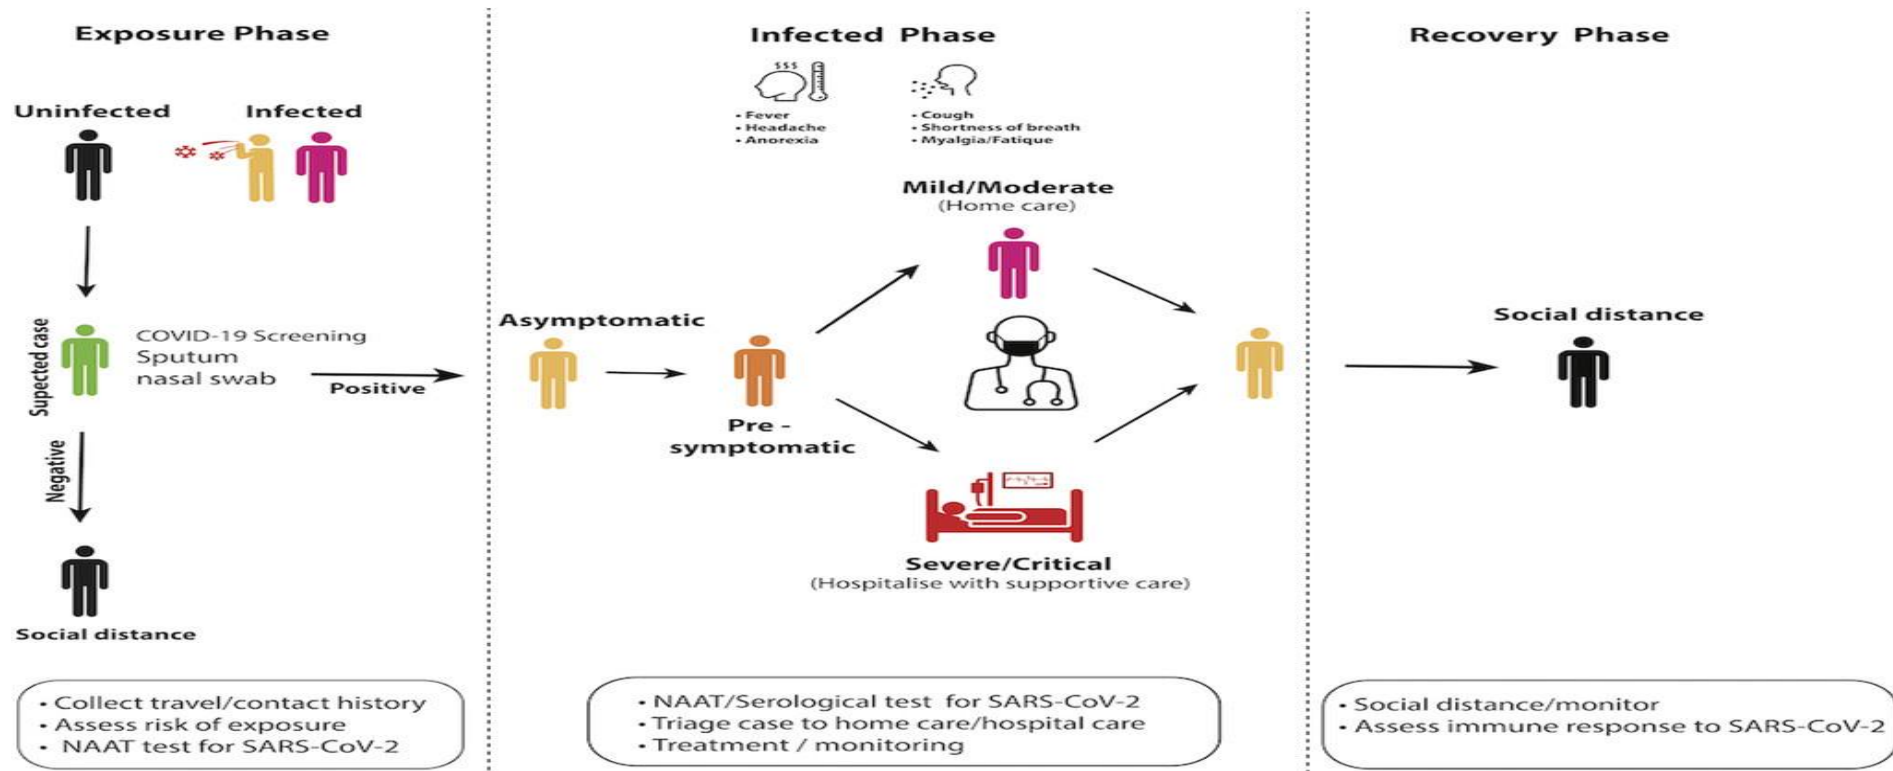 Exposure Phase
Uninfected
Infected
Supected case
COVID-19 Screening
Sputum
nasal swab
Positive
Negative
Social distance
• Collect travel/contact history
• Assess risk of exposure
• NAAT test for SARS-CoV-2
Infected Phase
• Fever
• Headache
• Anorexia
• Cough
• Shortness of breath
• Myalgia/Fatique
Mild/Moderate
(Home care)
Asymptomatic
Pre -
symptomatic
Severe/Critical
(Hospitalise with supportive care)
• NAAT/Serological test for SARS-CoV-2
• Triage case to home care/hospital care
• Treatment / monitoring
Recovery Phase
Social distance
• Social distance/monitor
• Assess immune response to SARS-CoV-2